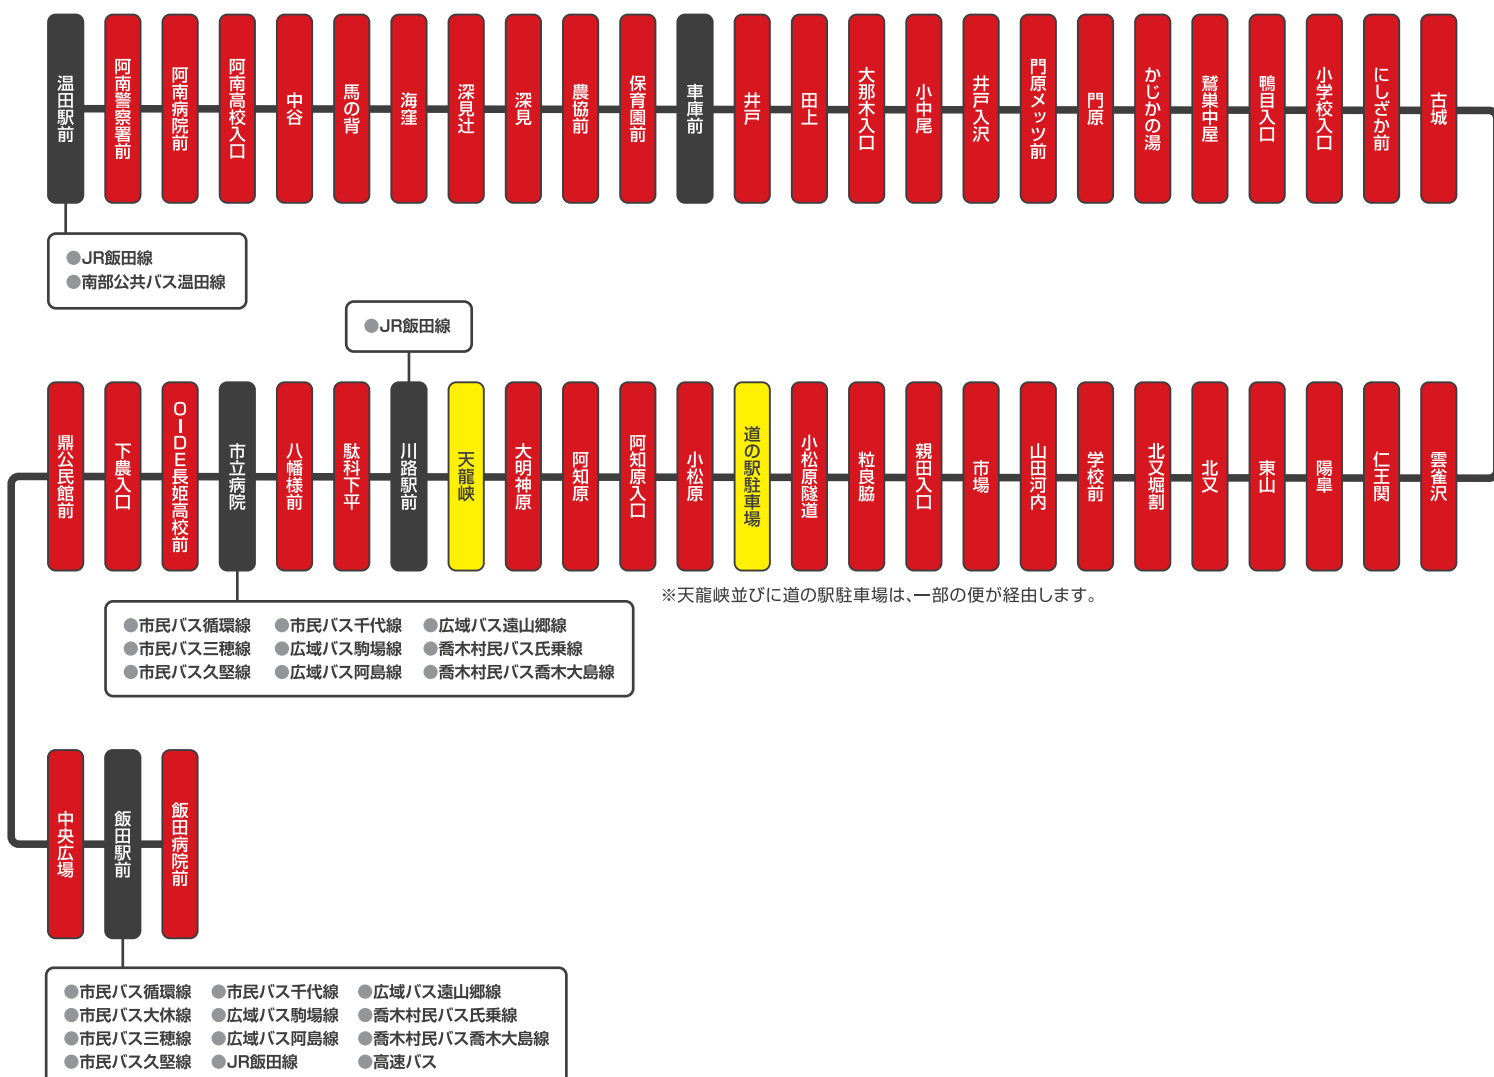 温田駅前
阿南警察署前
阿南病院前
阿南高校入口
中谷
馬の背
海窪
深見辻
深見
農協前
保育園前
車庫前
井戸
田上
大那木入口
小中尾
井戸入沢
門原メッツ前
門原
かじかの湯
鷲巣中屋
鴨目入口
小学校入口
にしざか前
古城
●JR飯田線
●南部公共バス温田線
●JR飯田線
鼎公民館前
下農入口
OIDE長姫高校前
市立病院
八幡様前
駄科下平
川路駅前
天龍峡
大明神原
阿知原
阿知原入口
小松原
道の駅駐車場
小松原隧道
粒良脇
親田入口
市場
山田河内
学校前
北又堀割
北又
東山
陽皐
仁王関
雲雀沢
※天龍峡並びに道の駅駐車場は、一部の便が経由します。
●市民バス循環線 ●市民バス千代線 ●広域バス遠山郷線
●市民バス三穂線 ●広域バス駒場線 ●喬木村民バス氏乗線
●市民バス久堅線 ●広域バス阿島線 ●喬木村民バス喬木大島線
中央広場
飯田駅前
飯田病院前
●市民バス循環線 ●市民バス千代線 ●広域バス遠山郷線
●市民バス大休線 ●広域バス駒場線 ●喬木村民バス氏乗線
●市民バス三穂線 ●広域バス阿島線 ●喬木村民バス喬木大島線
●市民バス久堅線 ●JR飯田線 ●高速バス